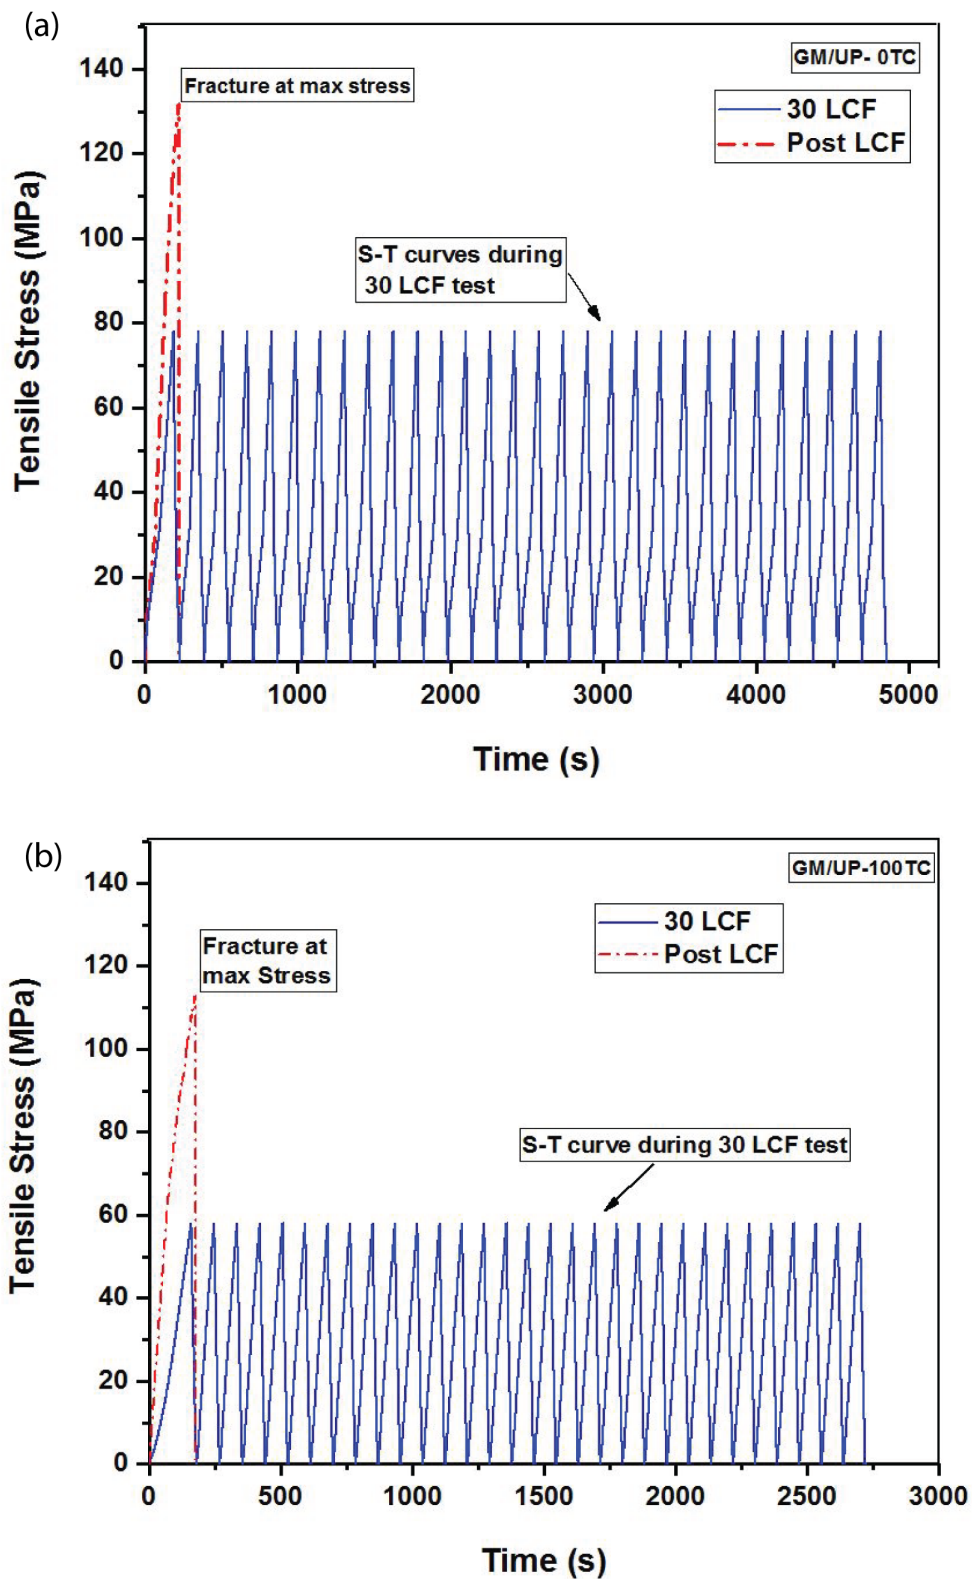 (a)
GM/UP- 0TC
Fracture at max stress
30 LCF
Post LCF
S-T curves during
30 LCF test
Tensile Stress (MPa)
140
120
100
80
60
40
20
0
0 1000 2000 3000 4000 5000
Time (s)
(b)
GM/UP-100TC
30 LCF
Post LCF
Fracture at
max Stress
S-T curve during 30 LCF test
Tensile Stress (MPa)
140
120
100
80
60
40
20
0
0 500 1000 1500 2000 2500 3000
Time (s)